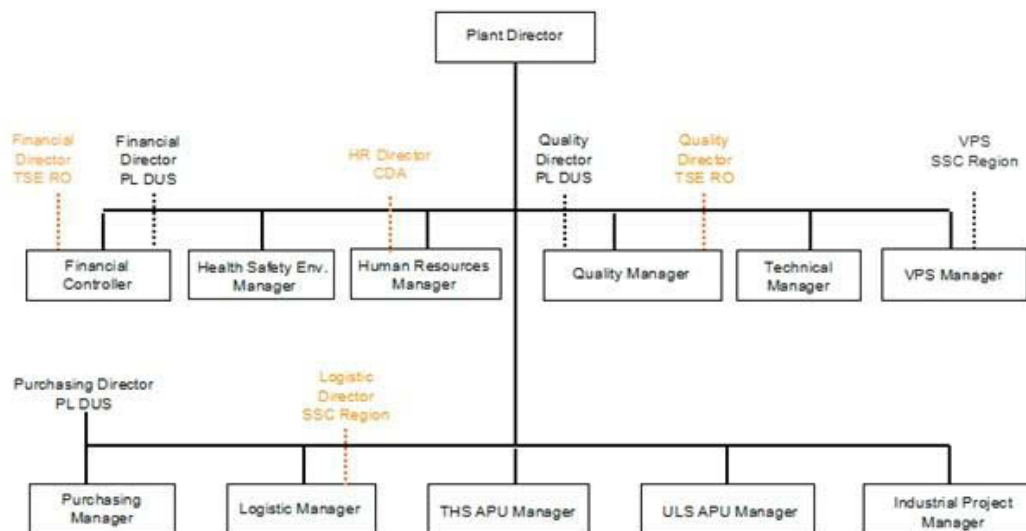 Plant Director
Financial
Director
TSE RO
Financial
Director
PL DUS
HR Director
CDA
Quality
Director
PL DUS
Quality
Director
TSE RO
VPS
SSC Region
Financial
Controller
Health Safety Env.
Manager
Human Resources
Manager
Quality Manager
Technical
Manager
VPS Manager
Purchasing Director
PL DUS
Logistic
Director
SSC Region
Purchasing
Manager
Logistic Manager
THS APU Manager
ULS APU Manager
Industrial Project
Manager